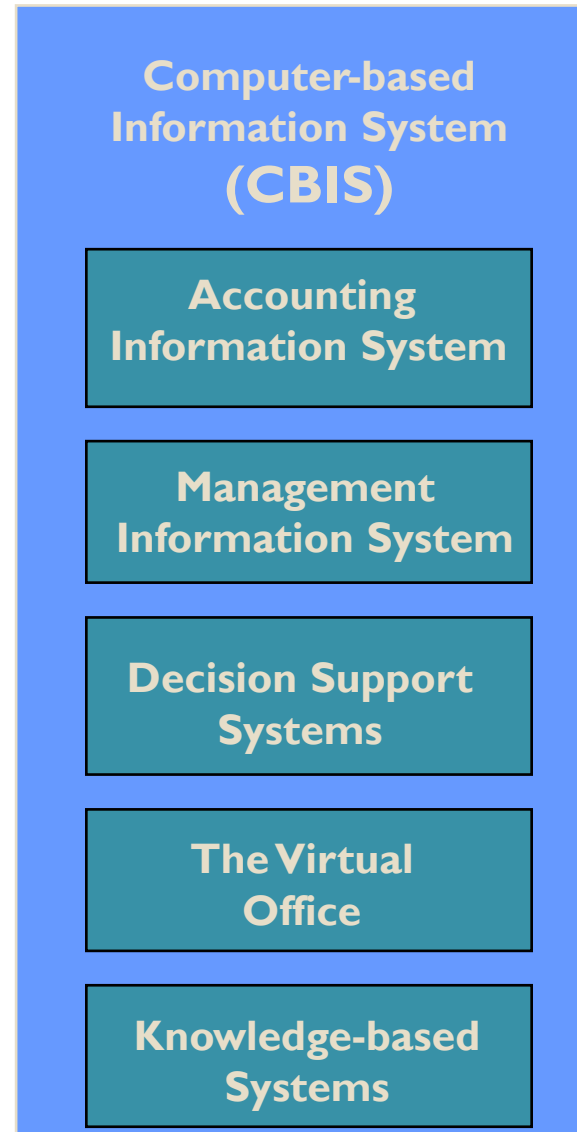 Computer-based
Information System
(CBIS)
Accounting
Information System
Management
Information System
Decision Support
Systems
The Virtual
Office
Knowledge-based
Systems